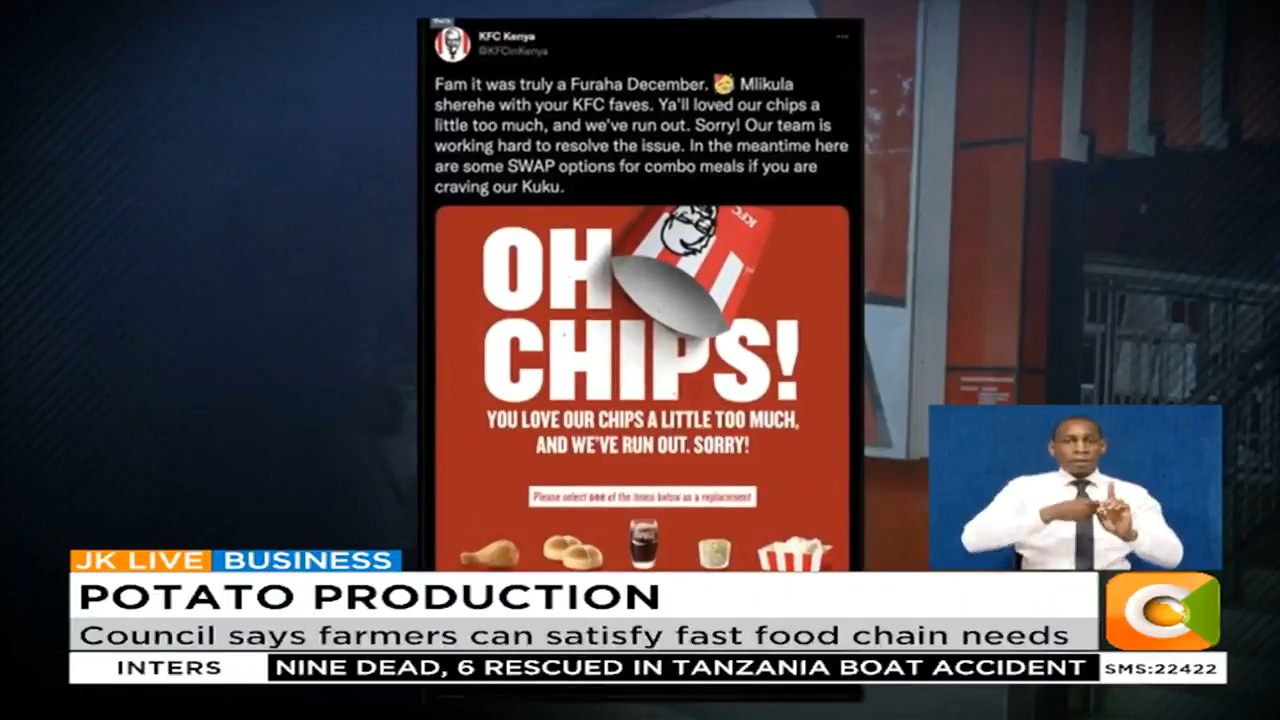 KFC Kenya
@KFCinKenya
Fam it was truly a Furaha December. 🥳 Mlikula
sherehe with your KFC faves. Ya'll loved our chips a
little too much, and we've run out. Sorry! Our team is
working hard to resolve the issue. In the meantime here
are some SWAP options for combo meals if you are
craving our Kuku.
KFC
OH
CHIPS!
YOU LOVE OUR CHIPS A LITTLE TOO MUCH,
AND WE'VE RUN OUT. SORRY!
Please select one of the items below as a replacement
JK LIVE BUSINESS
POTATO PRODUCTION
Council says farmers can satisfy fast food chain needs
INTERS NINE DEAD, 6 RESCUED IN TANZANIA BOAT ACCIDENT SMS:22422